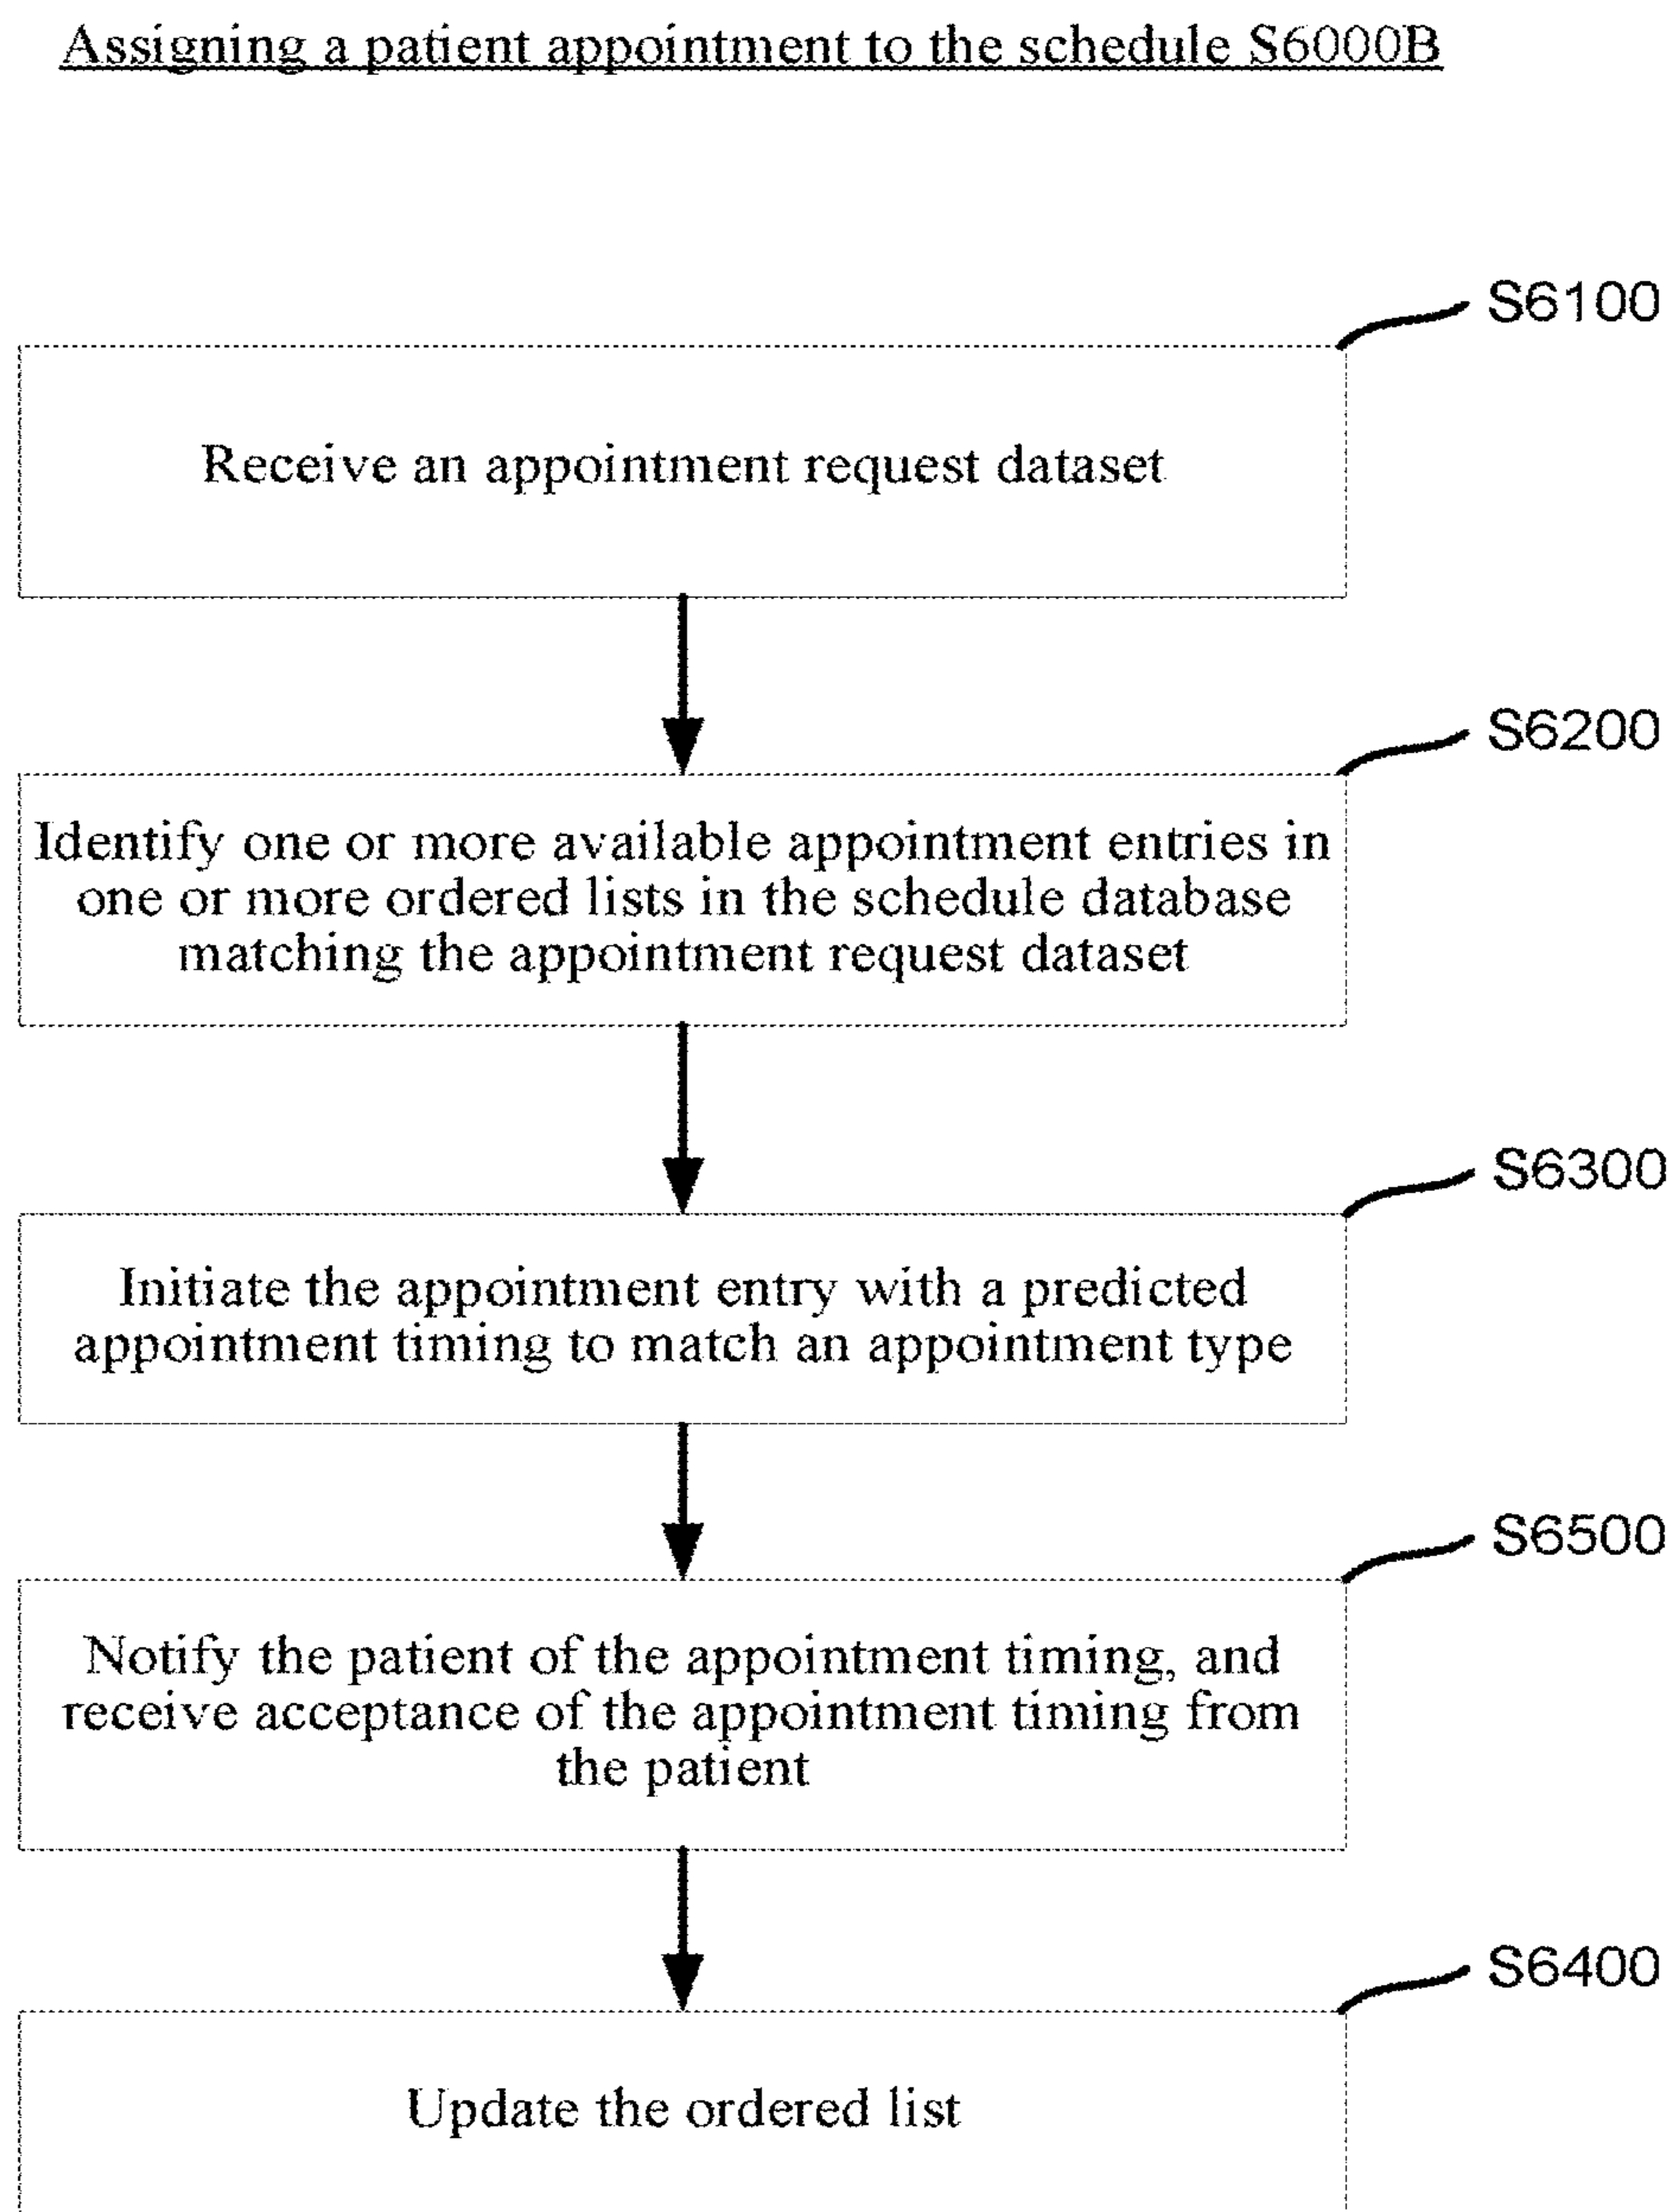 Assigning a patient appointment to the schedule S6000B
S6100
Receive an appointment request dataset
S6200
Identify one or more available appointment entries in
one or more ordered lists in the schedule database
matching the appointment request dataset
S6300
Initiate the appointment entry with a predicted
appointment timing to match an appointment type
S6500
Notify the patient of the appointment timing, and
receive acceptance of the appointment timing from
the patient
S6400
Update the ordered list